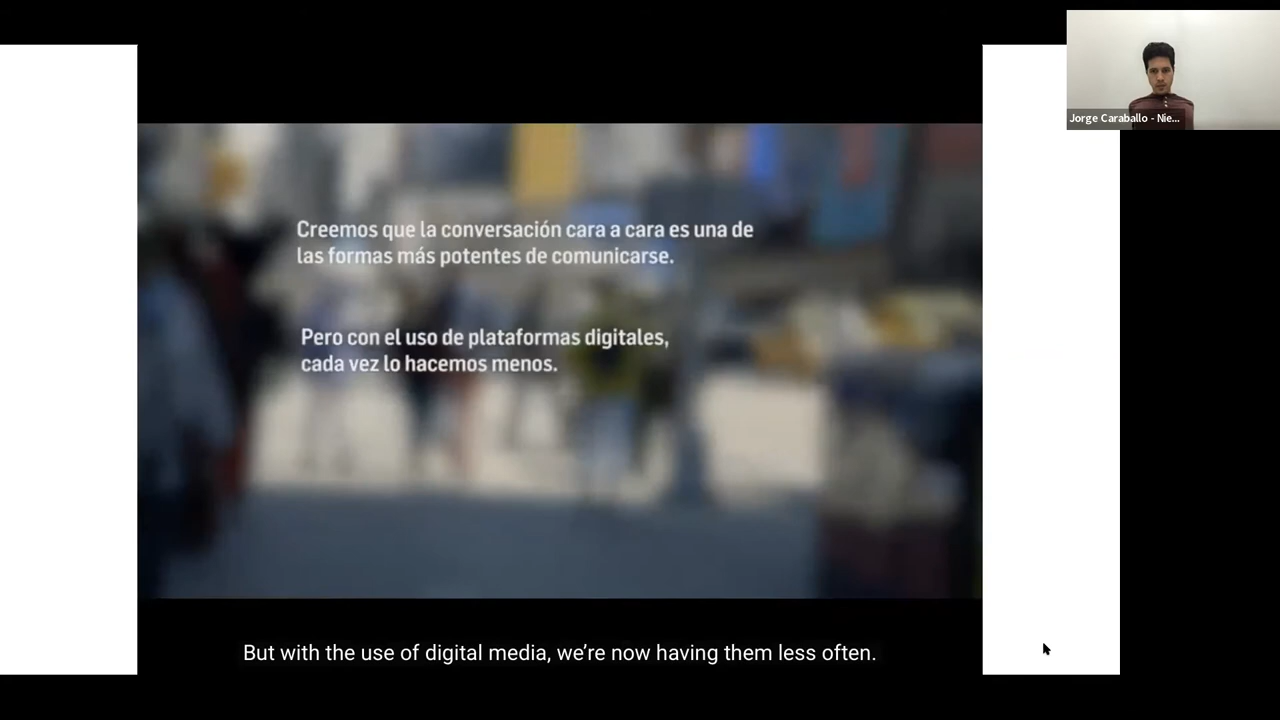 Jorge Caraballo - Nie...
Creemos que la conversación cara a cara es una de
las formas más potentes de comunicarse.
Pero con el uso de plataformas digitales,
cada vez lo hacemos menos.
But with the use of digital media, we’re now having them less often.